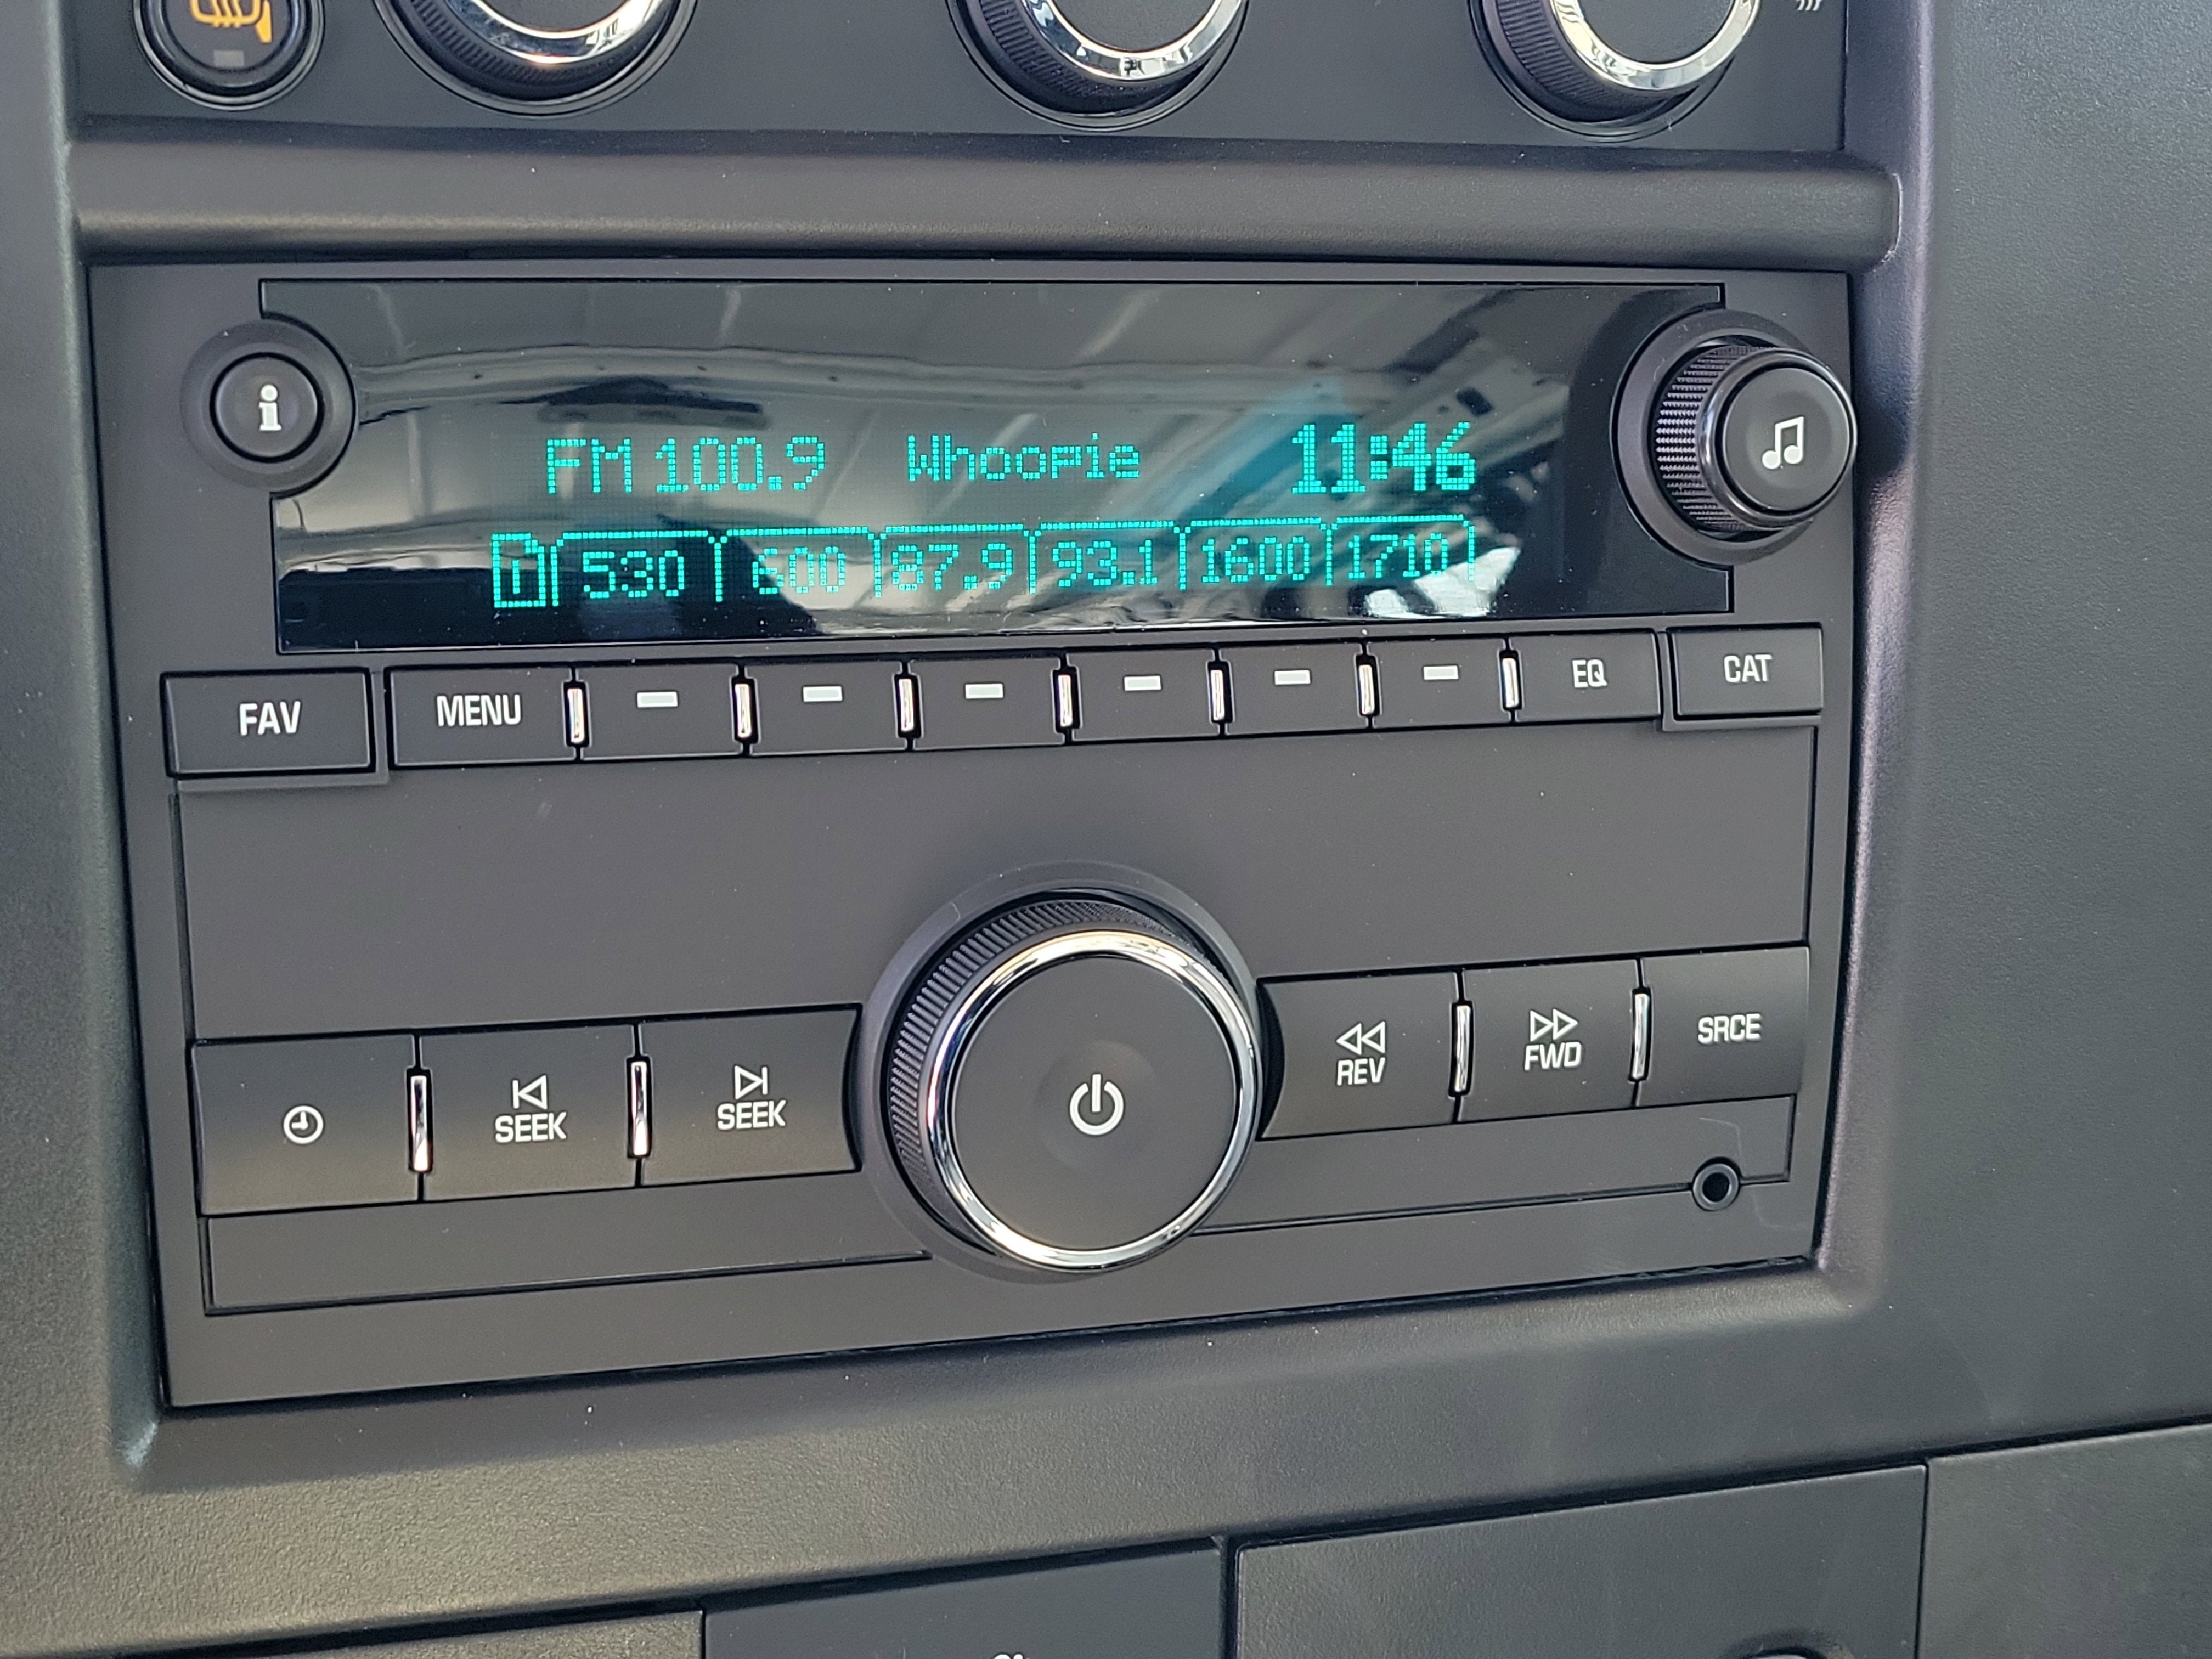 i
FM 100.9 Whoopie 11:46
1 530 600 87.9 93.1 1600 1710
FAV MENU EQ CAT
SEEK SEEK REV FWD SRCE